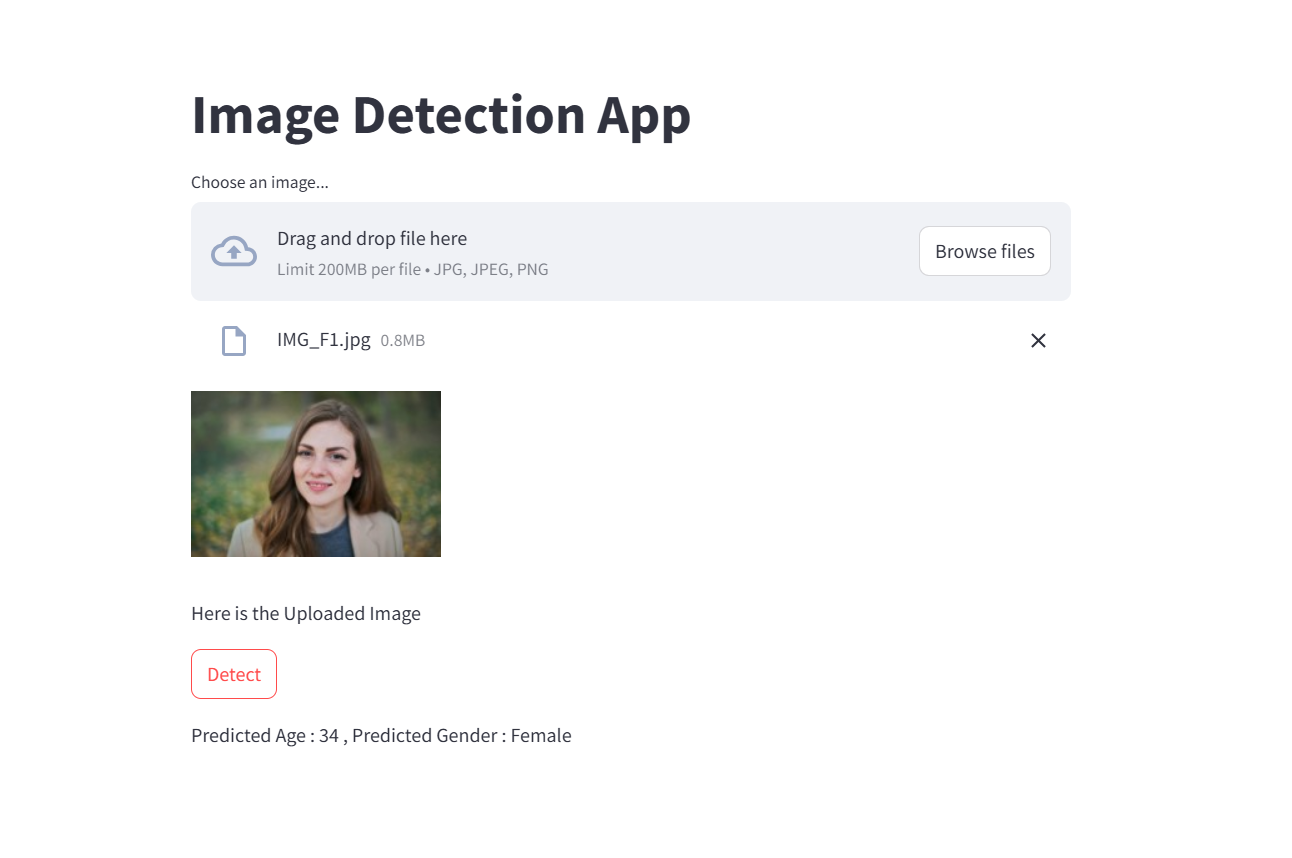 Image Detection App
Choose an image...
Drag and drop file here
Limit 200MB per file • JPG, JPEG, PNG
Browse files
IMG_F1.jpg 0.8MB
Here is the Uploaded Image
Detect
Predicted Age : 34 , Predicted Gender : Female